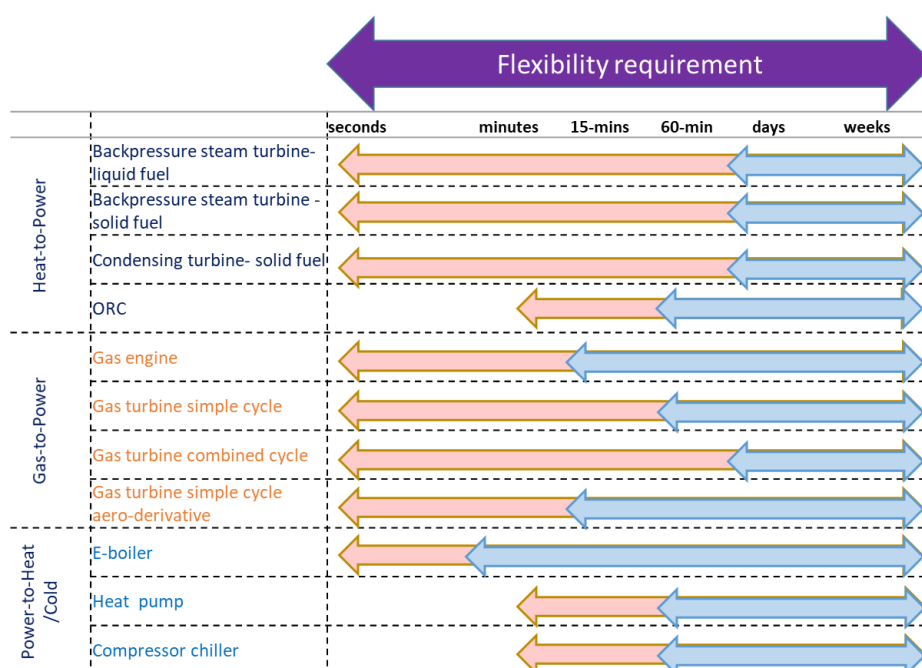 Flexibility requirement
seconds minutes 15-mins 60-min days weeks
Heat-to-Power
Backpressure steam turbine-
liquid fuel
Backpressure steam turbine -
solid fuel
Condensing turbine- solid fuel
ORC
Gas-to-Power
Gas engine
Gas turbine simple cycle
Gas turbine combined cycle
Gas turbine simple cycle
aero-derivative
Power-to-Heat
/Cold
E-boiler
Heat pump
Compressor chiller